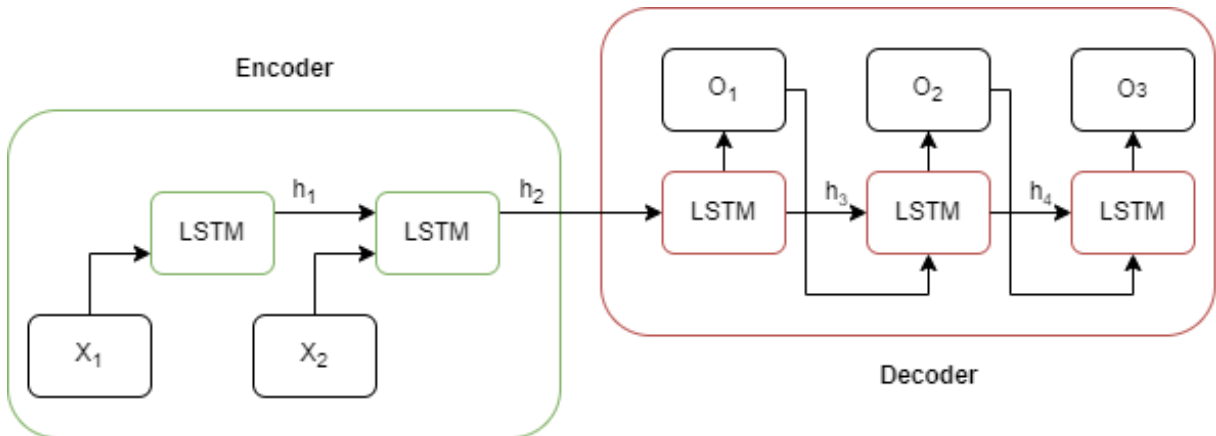 Encoder
O₁
O₂
O3
h₁
h₂
h₃
h₄
LSTM
LSTM
LSTM
LSTM
LSTM
X₁
X₂
Decoder